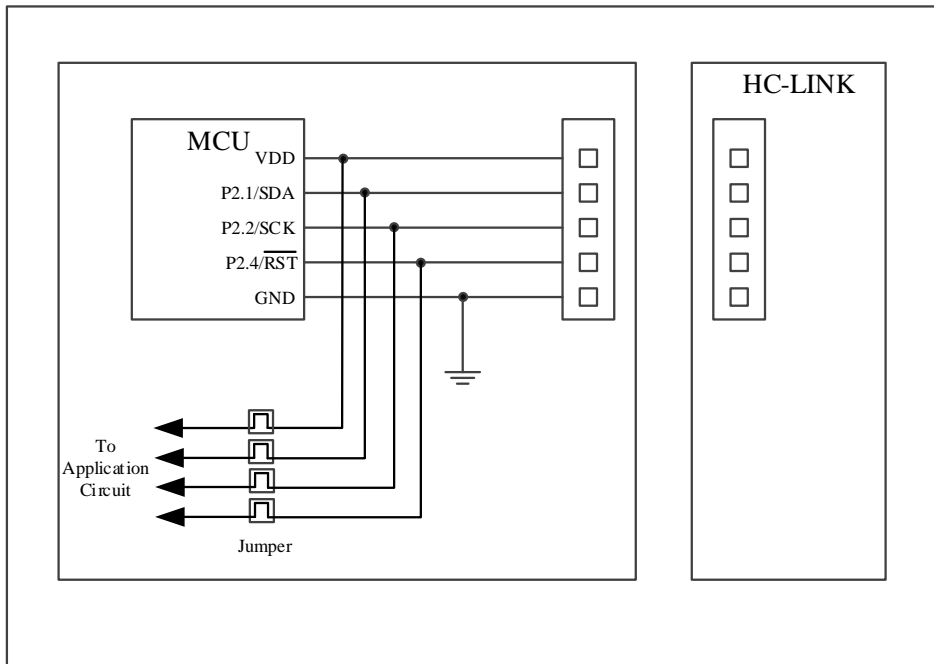 HC-LINK
MCU
VDD
P2.1/SDA
P2.2/SCK
P2.4/RST
GND
To
Application
Circuit
Jumper